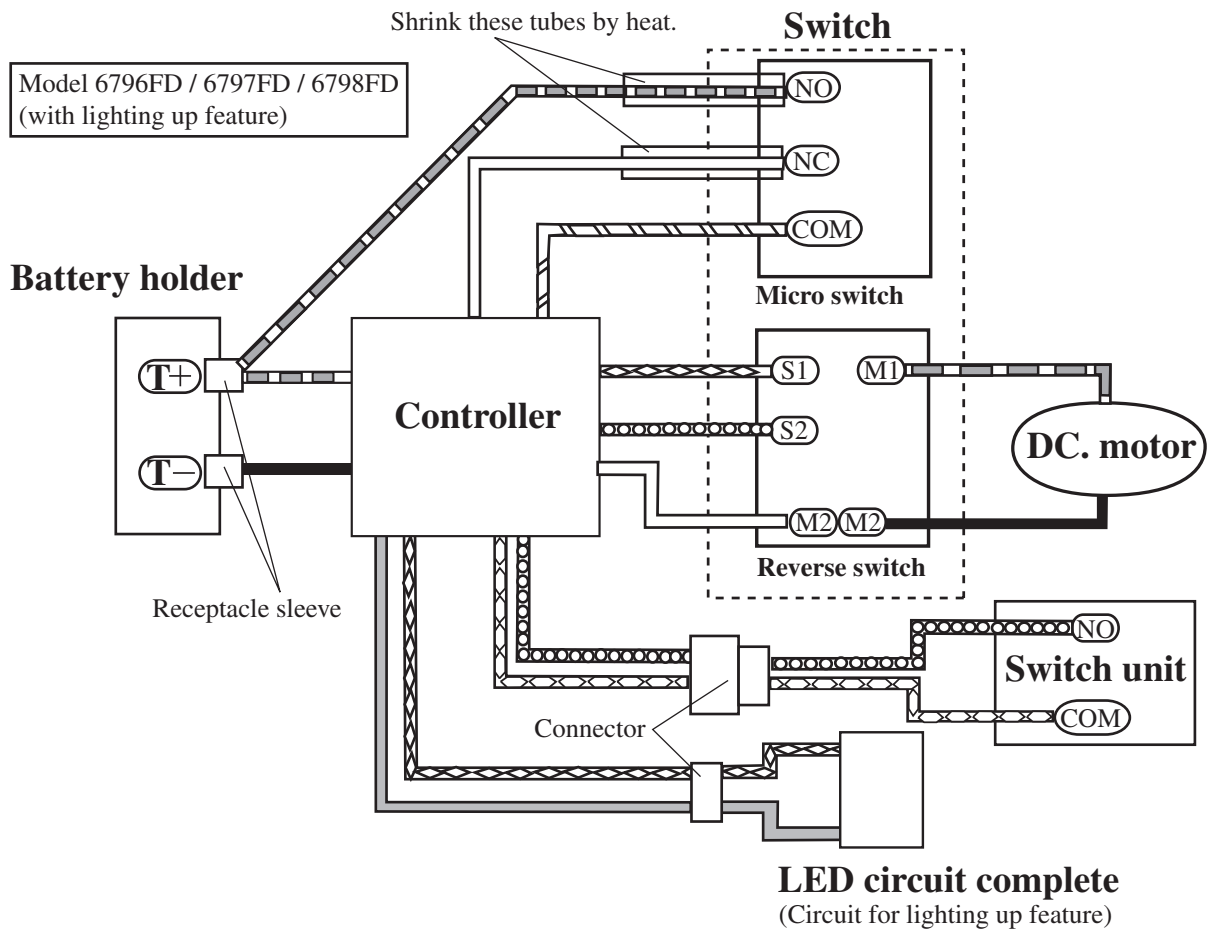 Shrink these tubes by heat.
Switch
Model 6796FD / 6797FD / 6798FD
(with lighting up feature)
NO
NC
COM
Micro switch
Battery holder
T+
T−
Controller
S1
M1
S2
M2
M2
DC. motor
Reverse switch
Receptacle sleeve
NO
Switch unit
COM
Connector
LED circuit complete
(Circuit for lighting up feature)